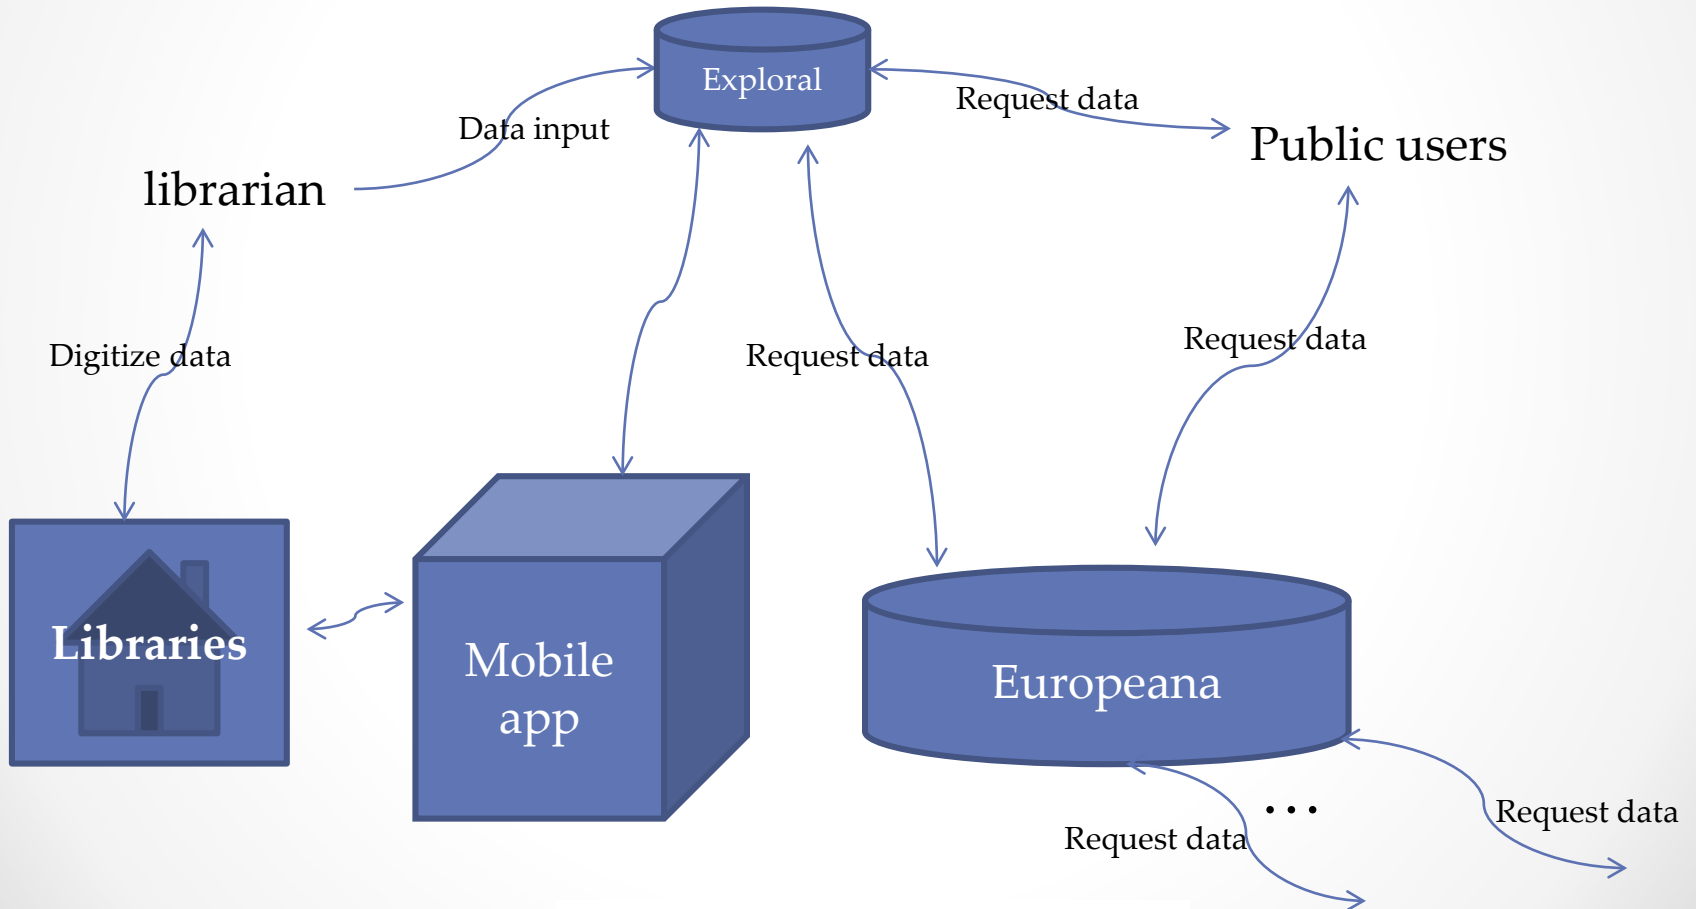 Exploral
Request data
Data input
Public users
librarian
Request data
Digitize data
Request data
Libraries
Mobile
app
Europeana
...
Request data
Request data